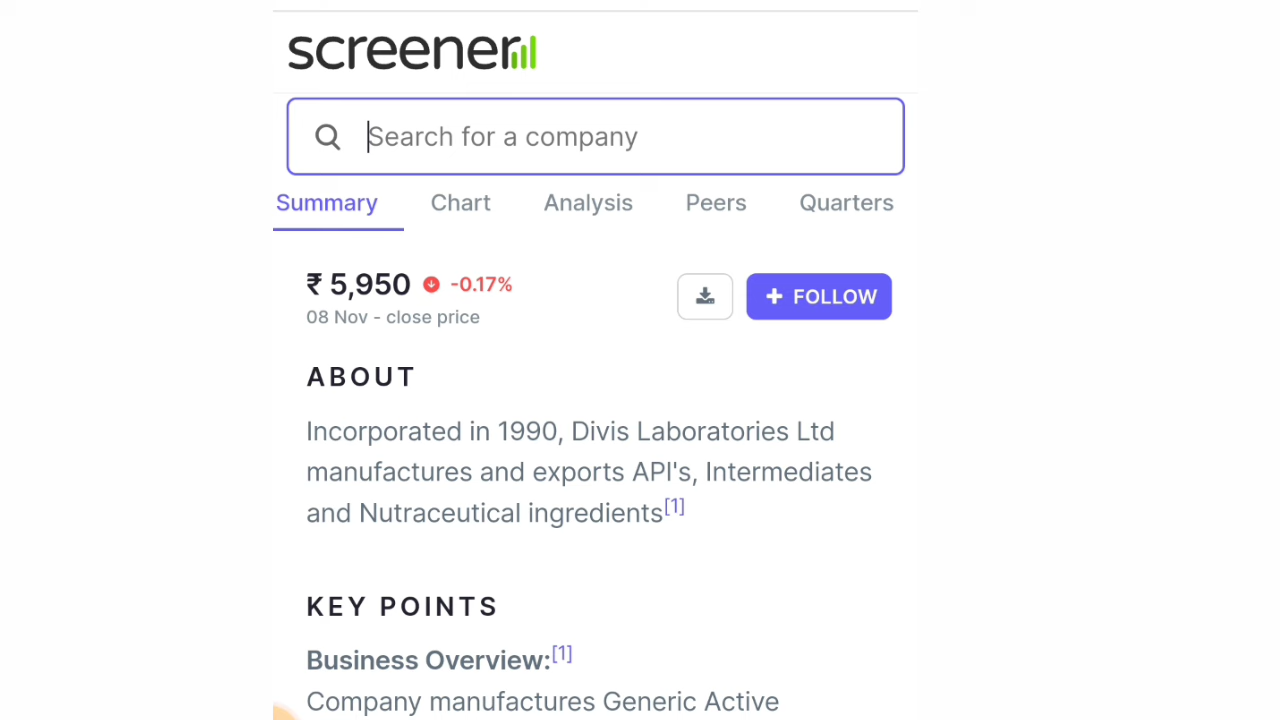 screener
Search for a company
Summary Chart Analysis Peers Quarters
₹ 5,950 -0.17%
08 Nov - close price
+ FOLLOW
ABOUT
Incorporated in 1990, Divis Laboratories Ltd
manufactures and exports API's, Intermediates
and Nutraceutical ingredients[1]
KEY POINTS
Business Overview:[1]
Company manufactures Generic Active